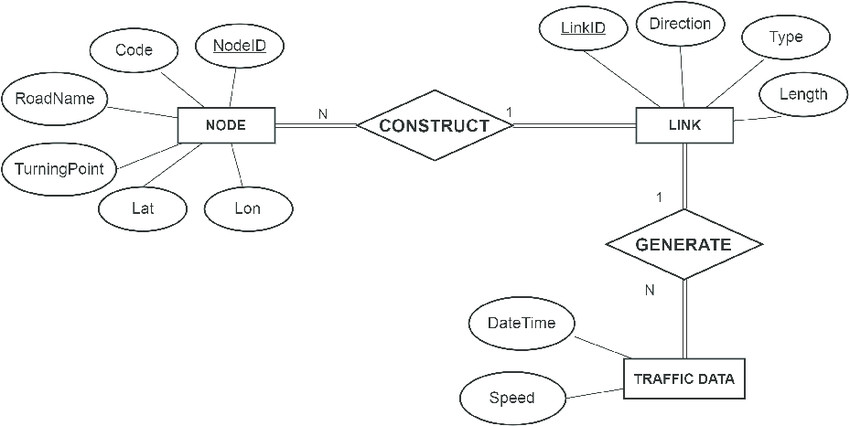 Code
NodeID
LinkID
Direction
Type
RoadName
Length
NODE
N
CONSTRUCT
1
LINK
TurningPoint
Lat
Lon
1
GENERATE
N
DateTime
TRAFFIC DATA
Speed